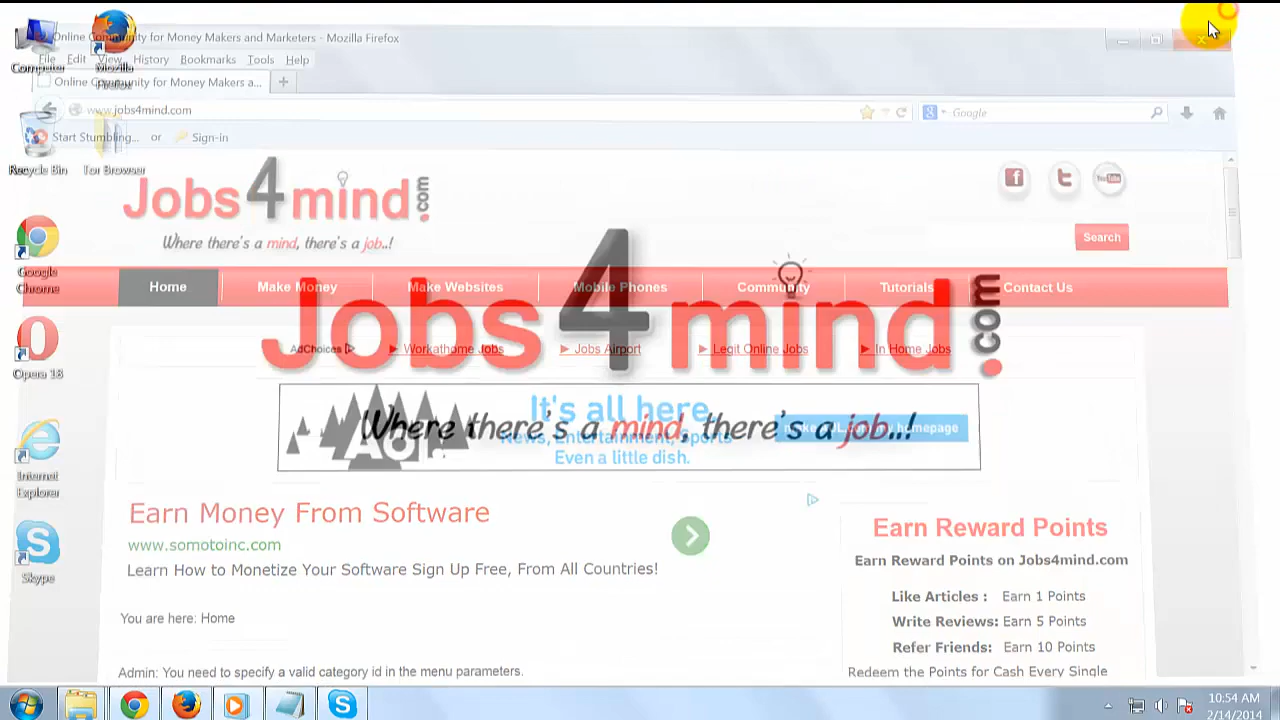 Online Community for Money Makers and Marketers - Mozilla Firefox
File Edit View History Bookmarks Tools Help
Computer
Mozilla
Firefox
Online Community for Money Makers a...
www.jobs4mind.com
Google
Start Stumbling... or Sign-in
Recycle Bin
Tor Browser
Jobs4mind.com
Where there's a mind, there's a job..!
Search
Home Make Money Make Websites Mobile Phones Community Tutorials Contact Us
Google
Chrome
Jobs4mind.com
AdChoices Workathome Jobs Jobs Airport Legit Online Jobs In Home Jobs
Opera 18
It's all here.
Where there's a mind, there's a job..!
News, Entertainment, Sports
Even a little dish.
Aol.
homepage
Internet
Explorer
Earn Money From Software
www.somotoinc.com
Learn How to Monetize Your Software Sign Up Free, From All Countries!
Skype
You are here: Home
Admin: You need to specify a valid category id in the menu parameters.
Earn Reward Points
Earn Reward Points on Jobs4mind.com
Like Articles : Earn 1 Points
Write Reviews: Earn 5 Points
Refer Friends: Earn 10 Points
Redeem the Points for Cash Every Single
10:54 AM
2/14/2014